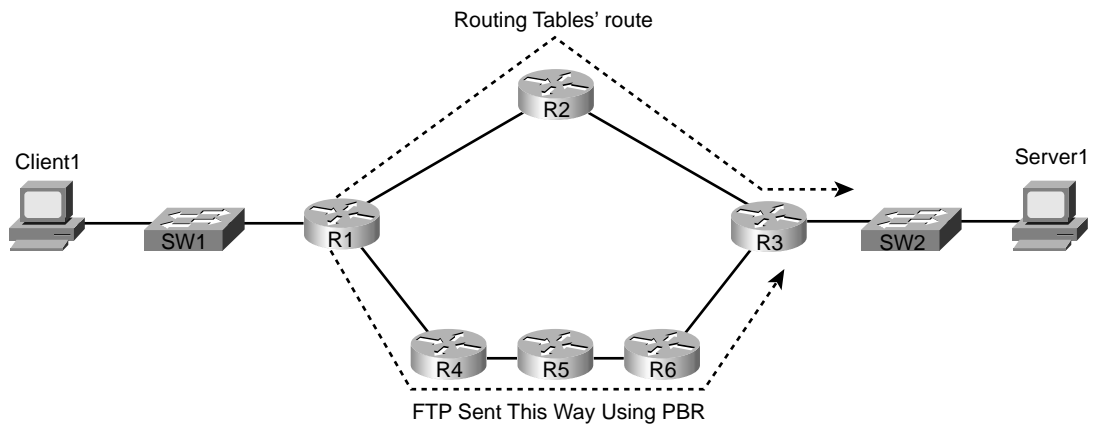 Routing Tables' route
R2
Client1
Server1
SW1
R1
R3
SW2
R4
R5
R6
FTP Sent This Way Using PBR